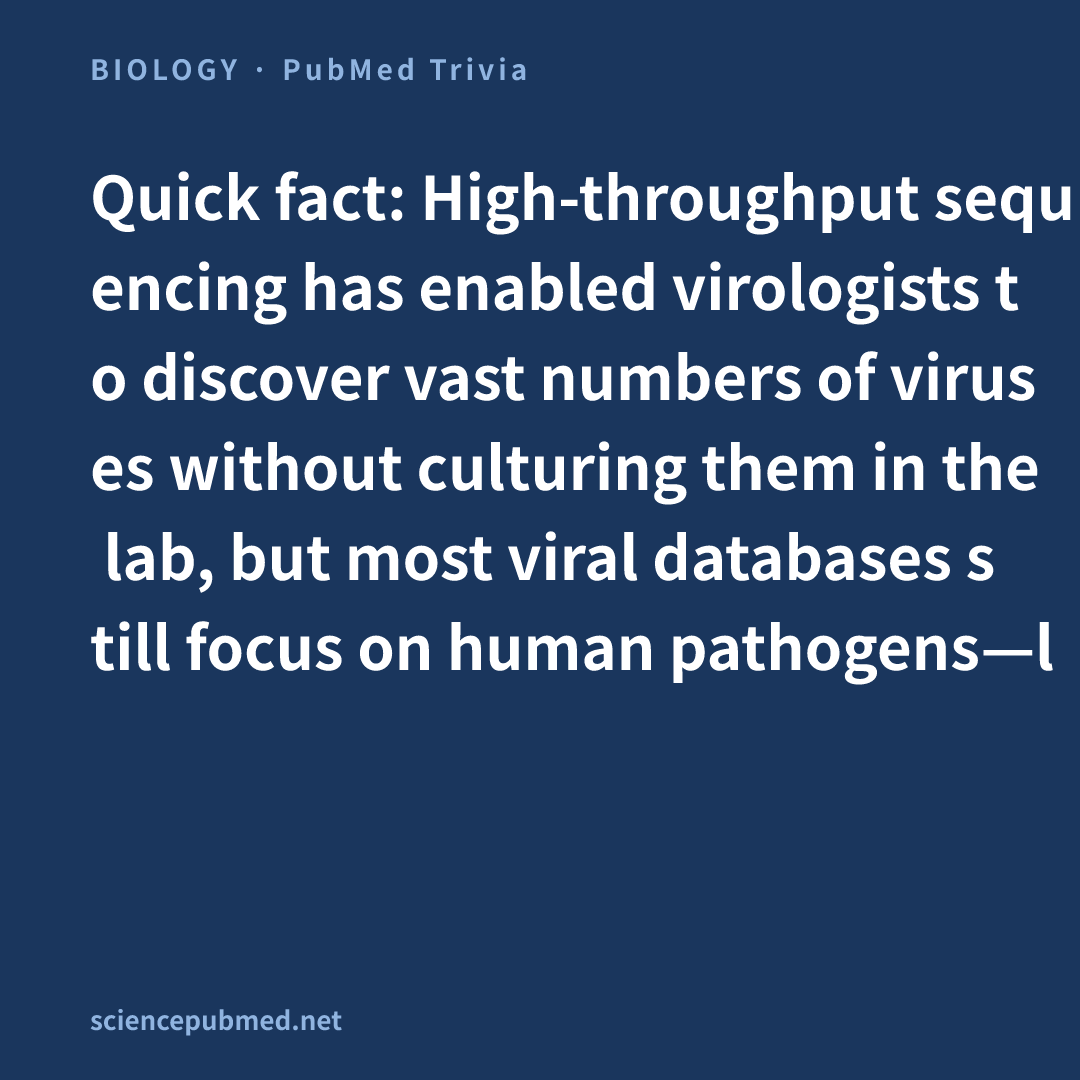 BIOLOGY · PubMed Trivia
Quick fact: High-throughput sequ
encing has enabled virologists t
o discover vast numbers of virus
es without culturing them in the
 lab, but most viral databases s
till focus on human pathogens—l
sciencepubmed.net